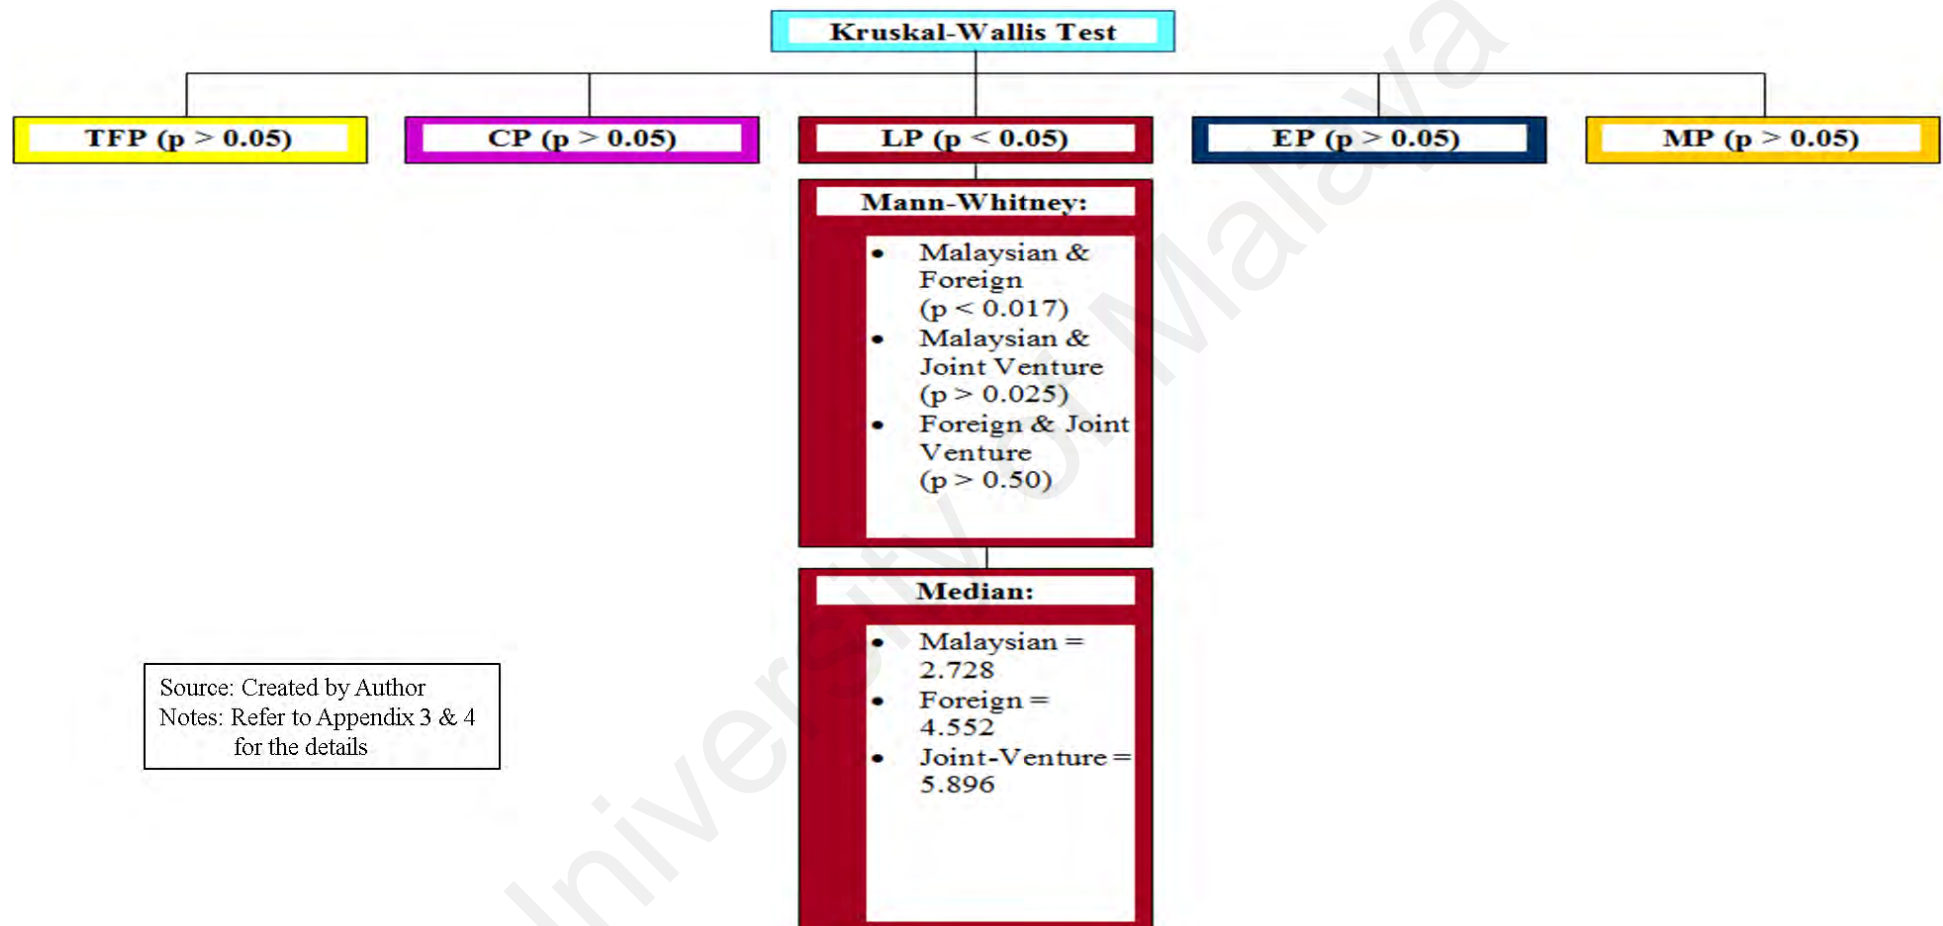 Kruskal-Wallis Test
TFP (p > 0.05)
CP (p > 0.05)
LP (p < 0.05)
EP (p > 0.05)
MP (p > 0.05)
Mann-Whitney:
• Malaysian &
Foreign
(p < 0.017)
• Malaysian &
Joint Venture
(p > 0.025)
• Foreign & Joint
Venture
(p > 0.50)
Median:
• Malaysian =
2.728
• Foreign =
4.552
• Joint-Venture =
5.896
Source: Created by Author
Notes: Refer to Appendix 3 & 4
for the details
niversity of Malaya